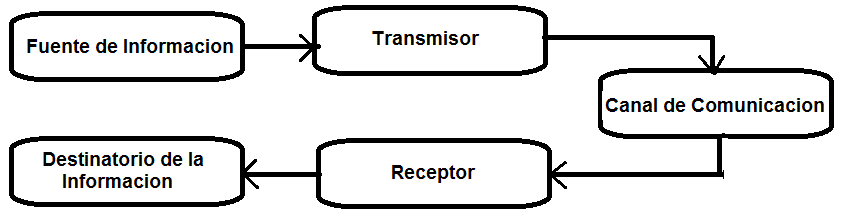 Fuente de Informacion
Transmisor
Canal de Comunicacion
Destinatorio de la
Informacion
Receptor